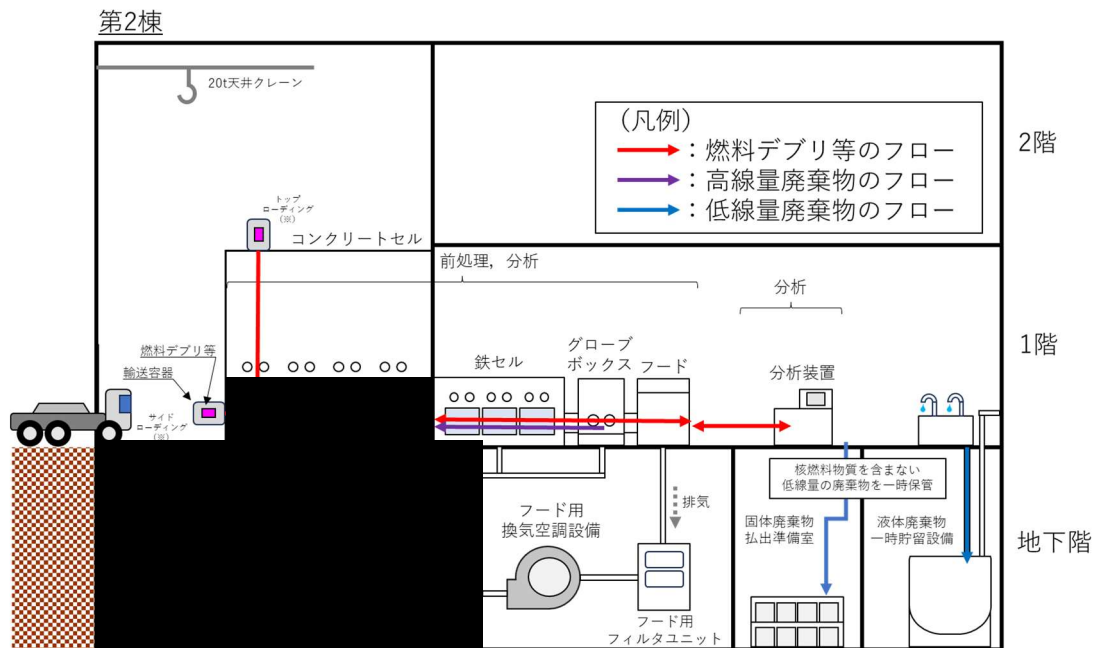 第2棟
20t天井クレーン
(凡例)
:燃料デブリ等のフロー
:高線量廃棄物のフロー
:低線量廃棄物のフロー
2階
トップ
ローディング
(※)
コンクリートセル
前処理，分析
分析
1階
燃料デブリ等
輸送容器
サイド
ローディング
(※)
鉄セル
グローブ
ボックス
フード
分析装置
核燃料物質を含まない
低線量の廃棄物を一時保管
排気
フード用
換気空調設備
固体廃棄物
払出準備室
液体廃棄物
一時貯留設備
地下階
フード用
フィルタユニット